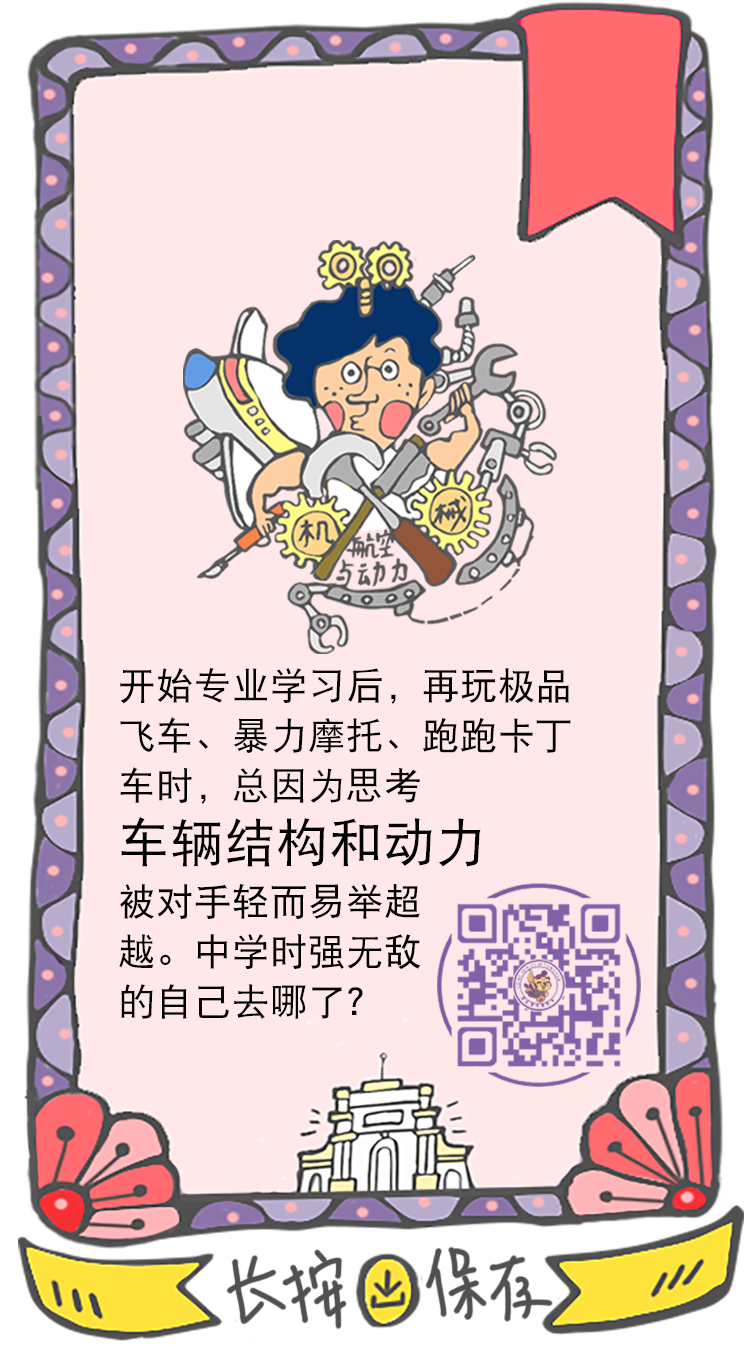 机
械
航空
与动力
开始专业学习后，再玩极品
飞车、暴力摩托、跑跑卡丁
车时，总因为思考
车辆结构和动力
被对手轻而易举超
越。中学时强无敌
的自己去哪了？
长按保存